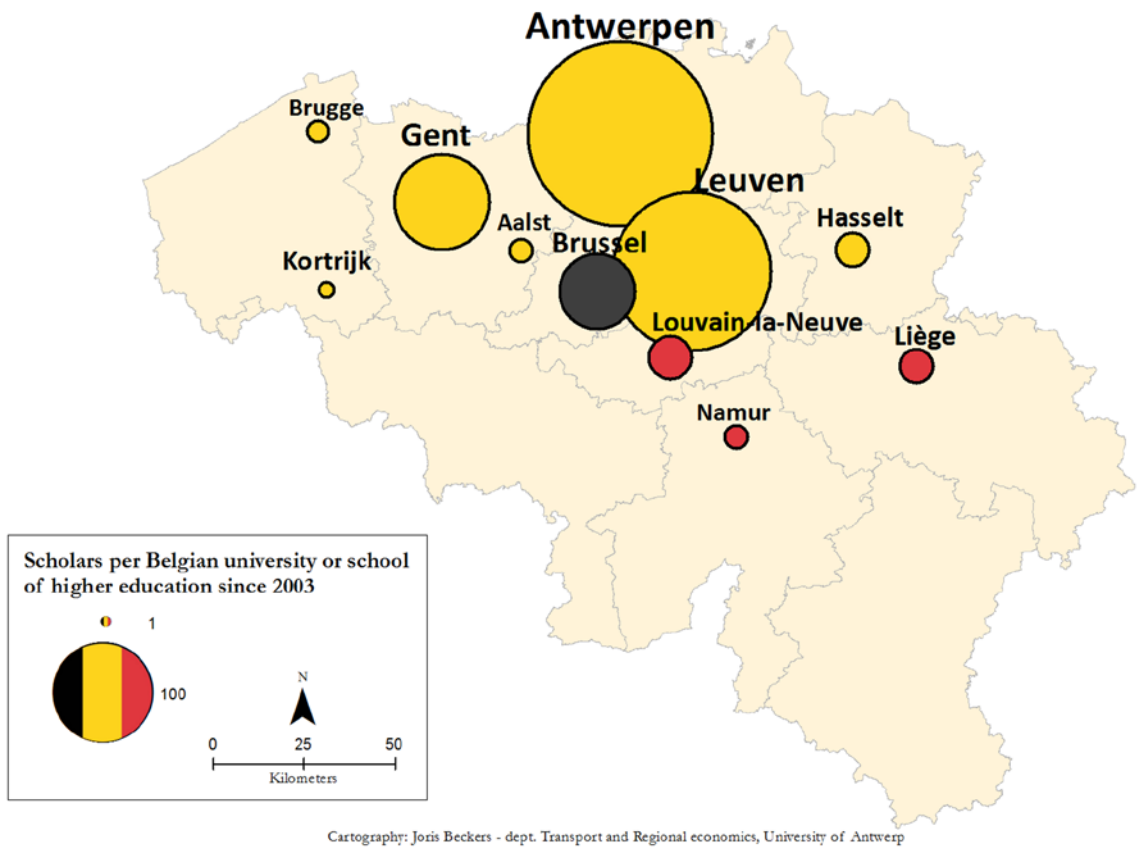 Antwerpen
Brugge
Gent
Leuven
Aalst
Hasselt
Brussel
Kortrijk
Louvain-la-Neuve
Liège
Namur
Scholars per Belgian university or school
of higher education since 2003
1
100
N
0 25 50
Kilometers
Cartography: Joris Beckers - dept. Transport and Regional economics, University of Antwerp